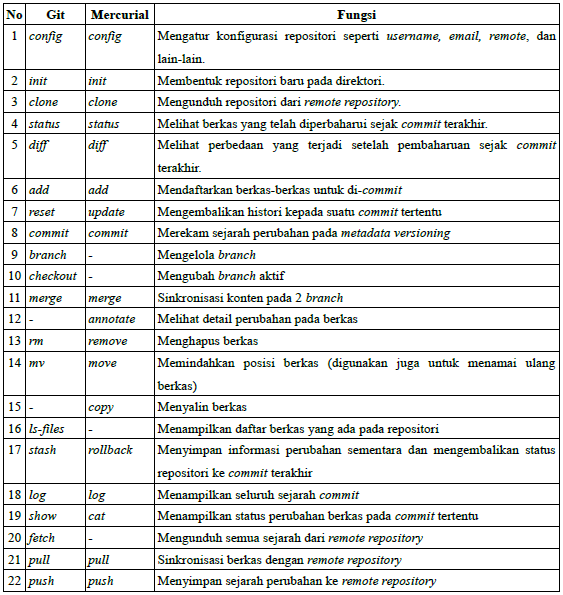 No Git Mercurial Fungsi
1 config config Mengatur konfigurasi repositori seperti username, email, remote, dan
lain-lain.
2 init init Membentuk repositori baru pada direktori.
3 clone clone Mengunduh repositori dari remote repository.
4 status status Melihat berkas yang telah diperbaharui sejak commit terakhir.
5 diff diff Melihat perbedaan yang terjadi setelah pembaharuan sejak commit
terakhir.
6 add add Mendaftarkan berkas-berkas untuk di-commit
7 reset update Mengembalikan histori kepada suatu commit tertentu
8 commit commit Merekam sejarah perubahan pada metadata versioning
9 branch - Mengelola branch
10 checkout - Mengubah branch aktif
11 merge merge Sinkronisasi konten pada 2 branch
12 - annotate Melihat detail perubahan pada berkas
13 rm remove Menghapus berkas
14 mv move Memindahkan posisi berkas (digunakan juga untuk menamai ulang
berkas)
15 - copy Menyalin berkas
16 ls-files - Menampilkan daftar berkas yang ada pada repositori
17 stash rollback Menyimpan informasi perubahan sementara dan mengembalikan status
repositori ke commit terakhir
18 log log Menampilkan seluruh sejarah commit
19 show cat Menampilkan status perubahan berkas pada commit tertentu
20 fetch - Mengunduh semua sejarah dari remote repository
21 pull pull Sinkronisasi berkas dengan remote repository
22 push push Menyimpan sejarah perubahan ke remote repository